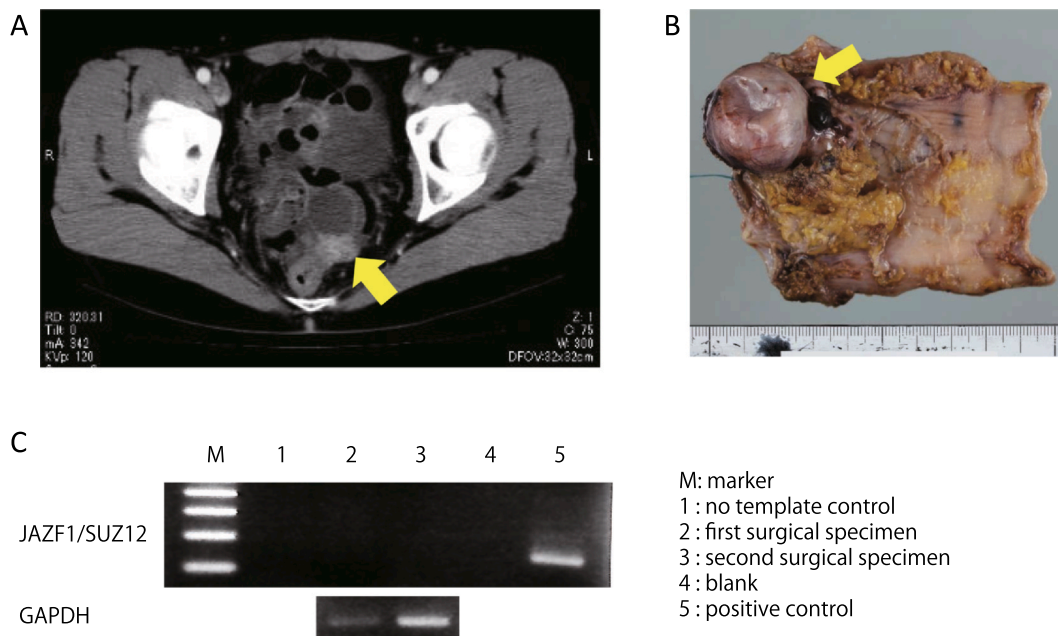 A
B
R
L
RD: 320.31
Tilt: 0
mA: 342
KVp: 120
Z: 1
C: 75
W: 300
DFOV:32x32cm
C
M 1 2 3 4 5
JAZF1/SUZ12
GAPDH
M: marker
1 : no template control
2 : first surgical specimen
3 : second surgical specimen
4 : blank
5 : positive control